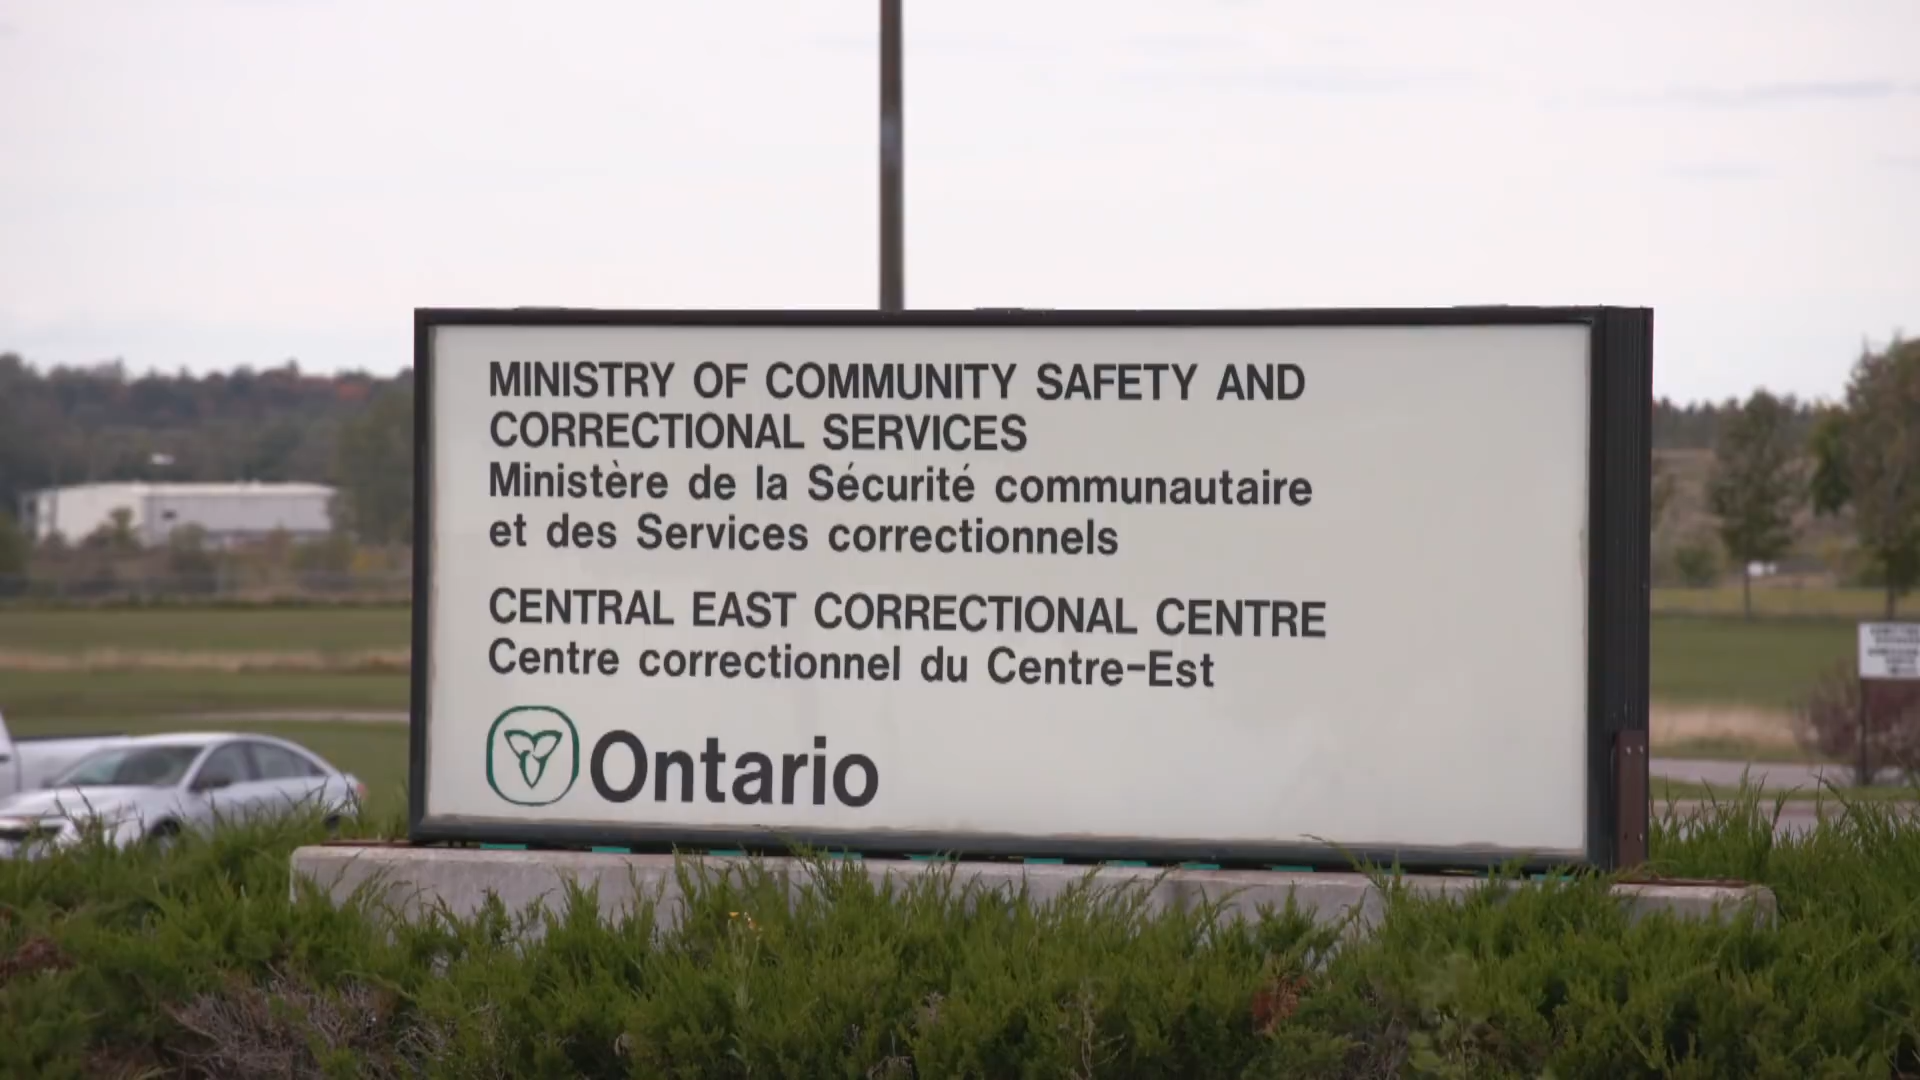 MINISTRY OF COMMUNITY SAFETY AND
CORRECTIONAL SERVICES
Ministère de la Sécurité communautaire
et des Services correctionnels
CENTRAL EAST CORRECTIONAL CENTRE
Centre correctionnel du Centre-Est
Ontario